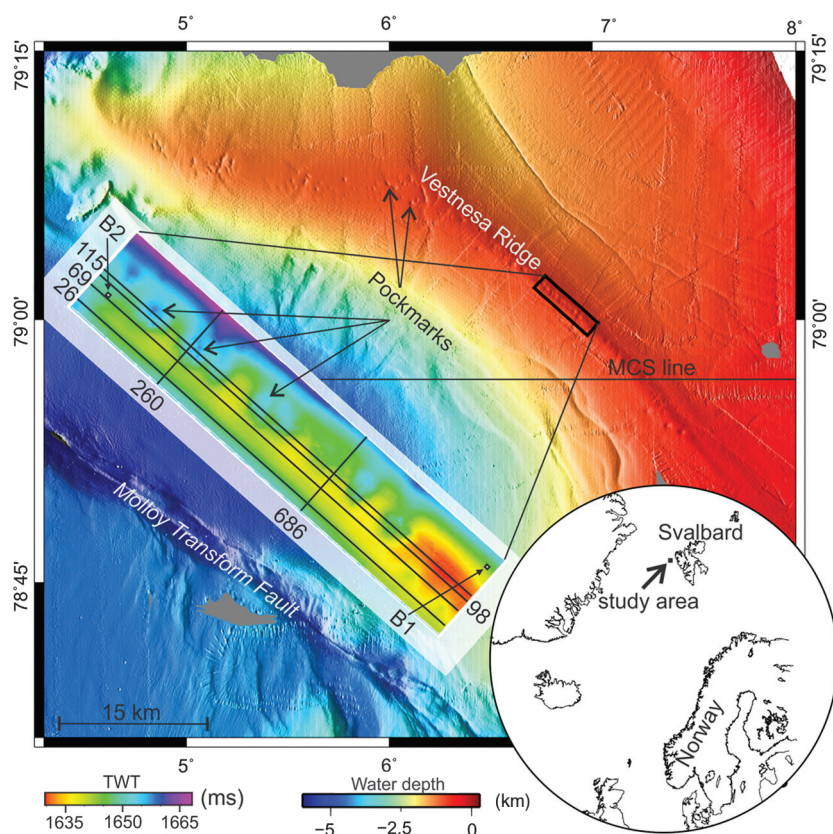 5˚
6˚
7˚
8˚
79˚15'
79˚15'
Vestnesa Ridge
B2
115
69
26
Pockmarks
79˚00'
79˚00'
MCS line
260
686
Molloy Transform Fault
98
B1
78˚45'
78˚45'
Svalbard
study area
Norway
15 km
5˚
6˚
TWT
(ms)
1635
1650
1665
Water depth
(km)
−5
−2.5
0